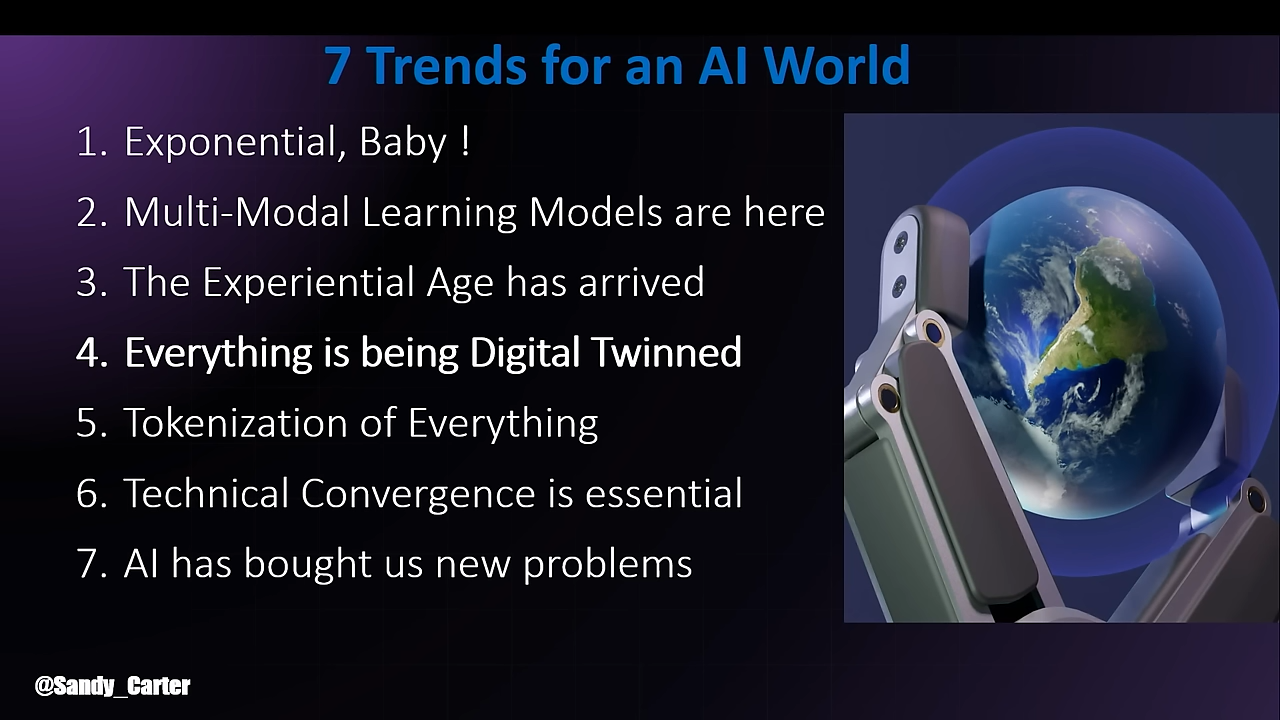 7 Trends for an AI World
1. Exponential, Baby !
2. Multi-Modal Learning Models are here
3. The Experiential Age has arrived
4. Everything is being Digital Twinned
5. Tokenization of Everything
6. Technical Convergence is essential
7. AI has bought us new problems
@Sandy_Carter